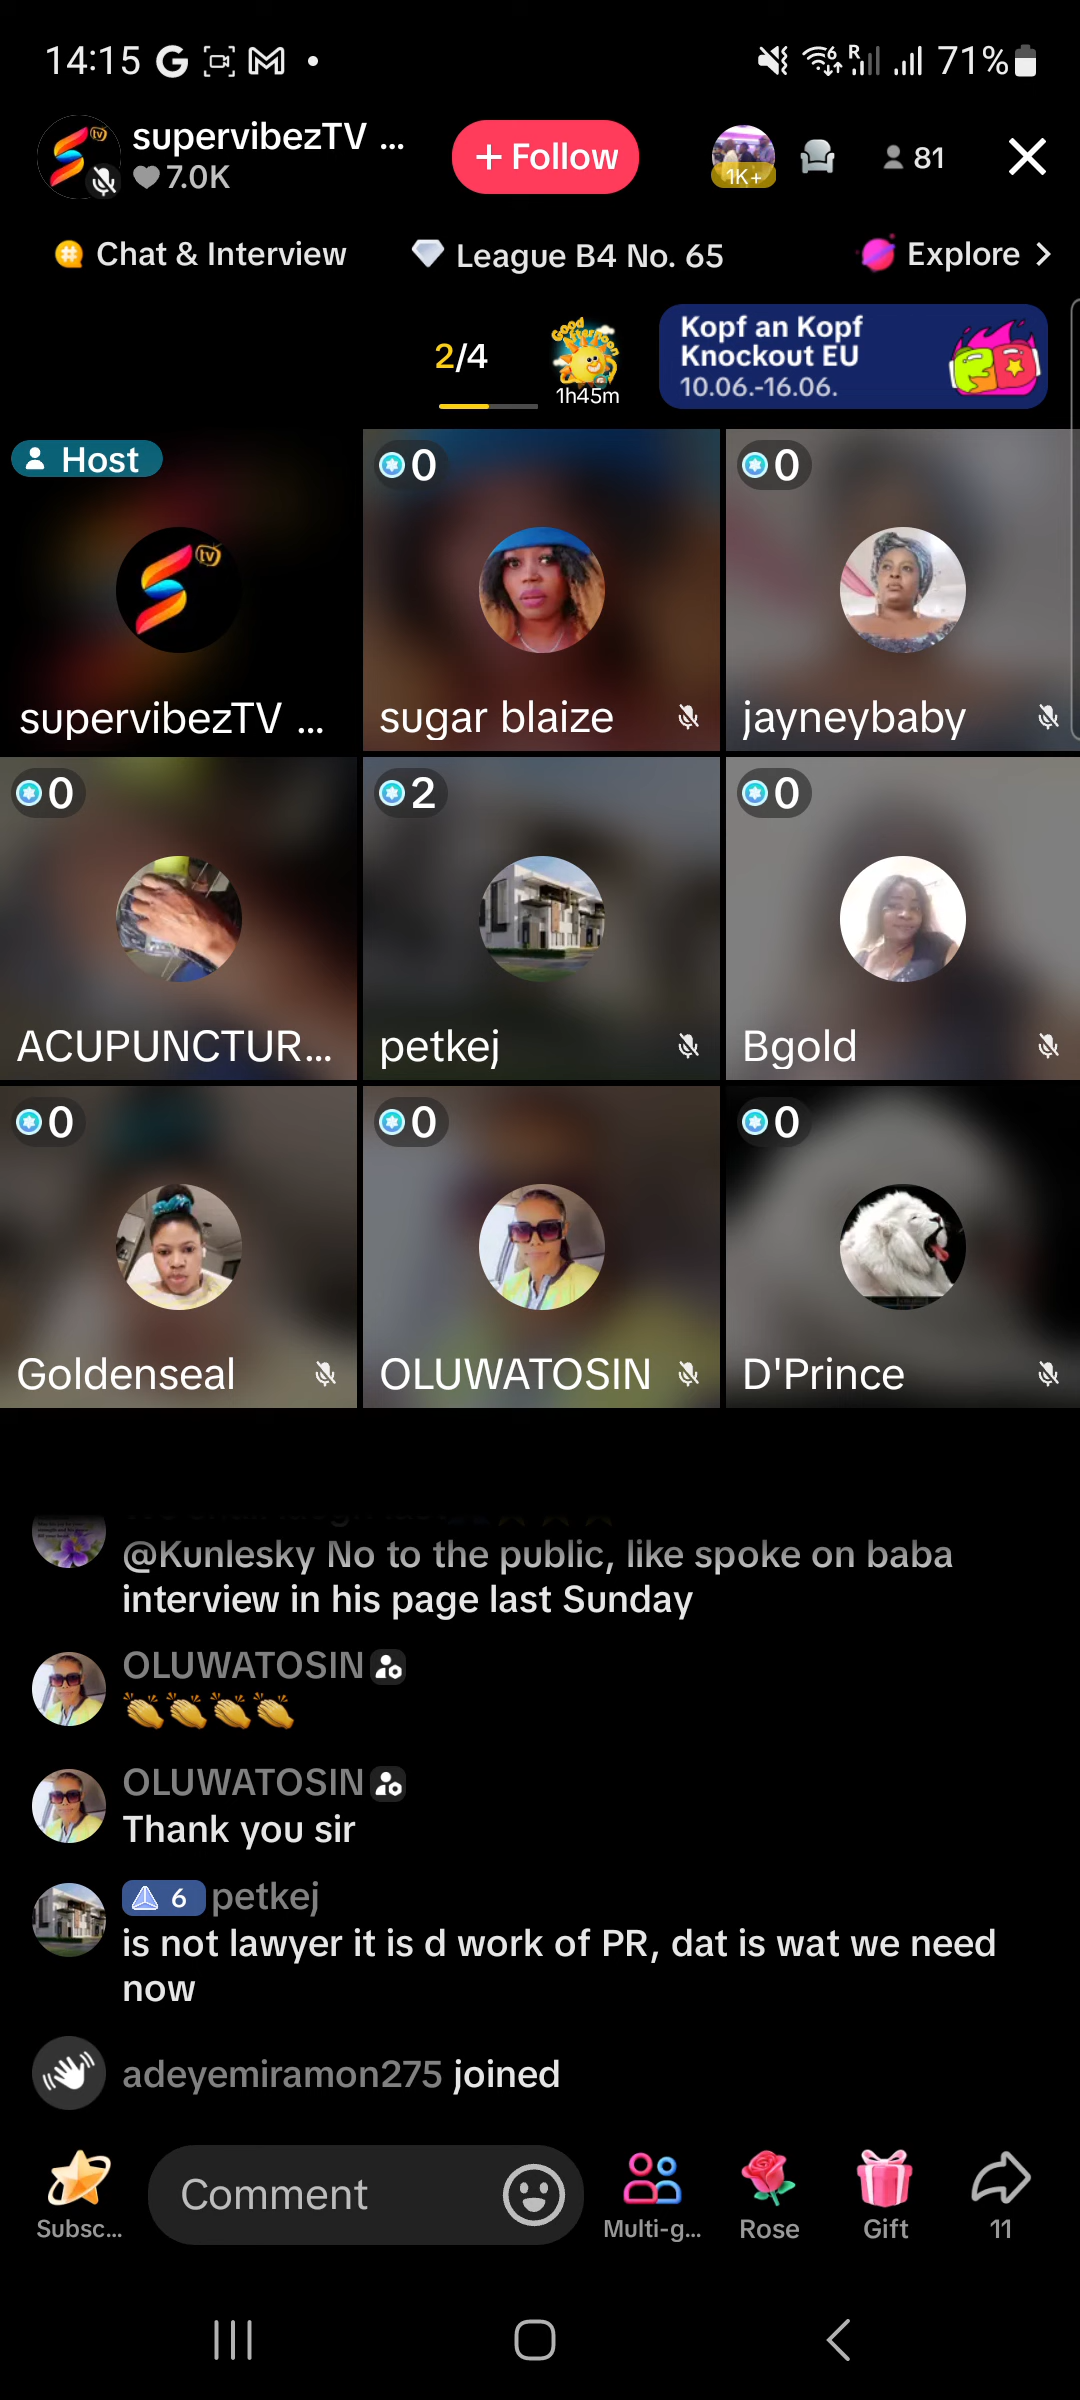 14:15
R
71%
supervibezTV ...
7.0K
+ Follow
1K+
81
Chat & Interview
League B4 No. 65
Explore >
2/4
Good
Afternoon
1h45m
Kopf an Kopf
Knockout EU
10.06.-16.06.
Host
tv
supervibezTV ...
0
sugar blaize
0
jayneybaby
0
ACUPUNCTUR...
2
petkej
0
Bgold
0
Goldenseal
0
OLUWATOSIN
0
D'Prince
@Kunlesky No to the public, like spoke on baba
interview in his page last Sunday
OLUWATOSIN
👏👏👏👏
OLUWATOSIN
Thank you sir
6 petkej
is not lawyer it is d work of PR, dat is wat we need
now
adeyemiramon275 joined
Comment
Subsc...
Multi-g...
Rose
Gift
11